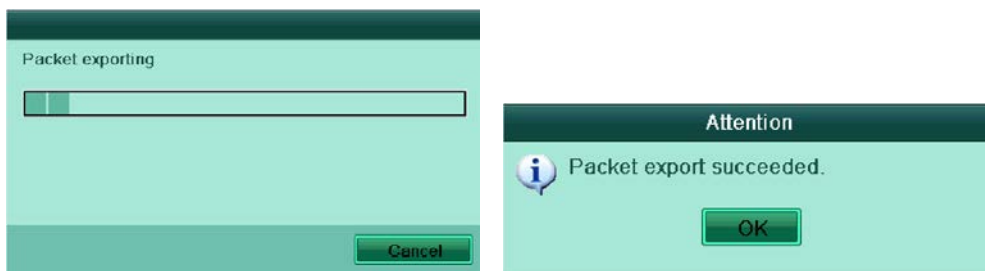 Packet exporting
Cancel
Attention
Packet export succeeded.
OK